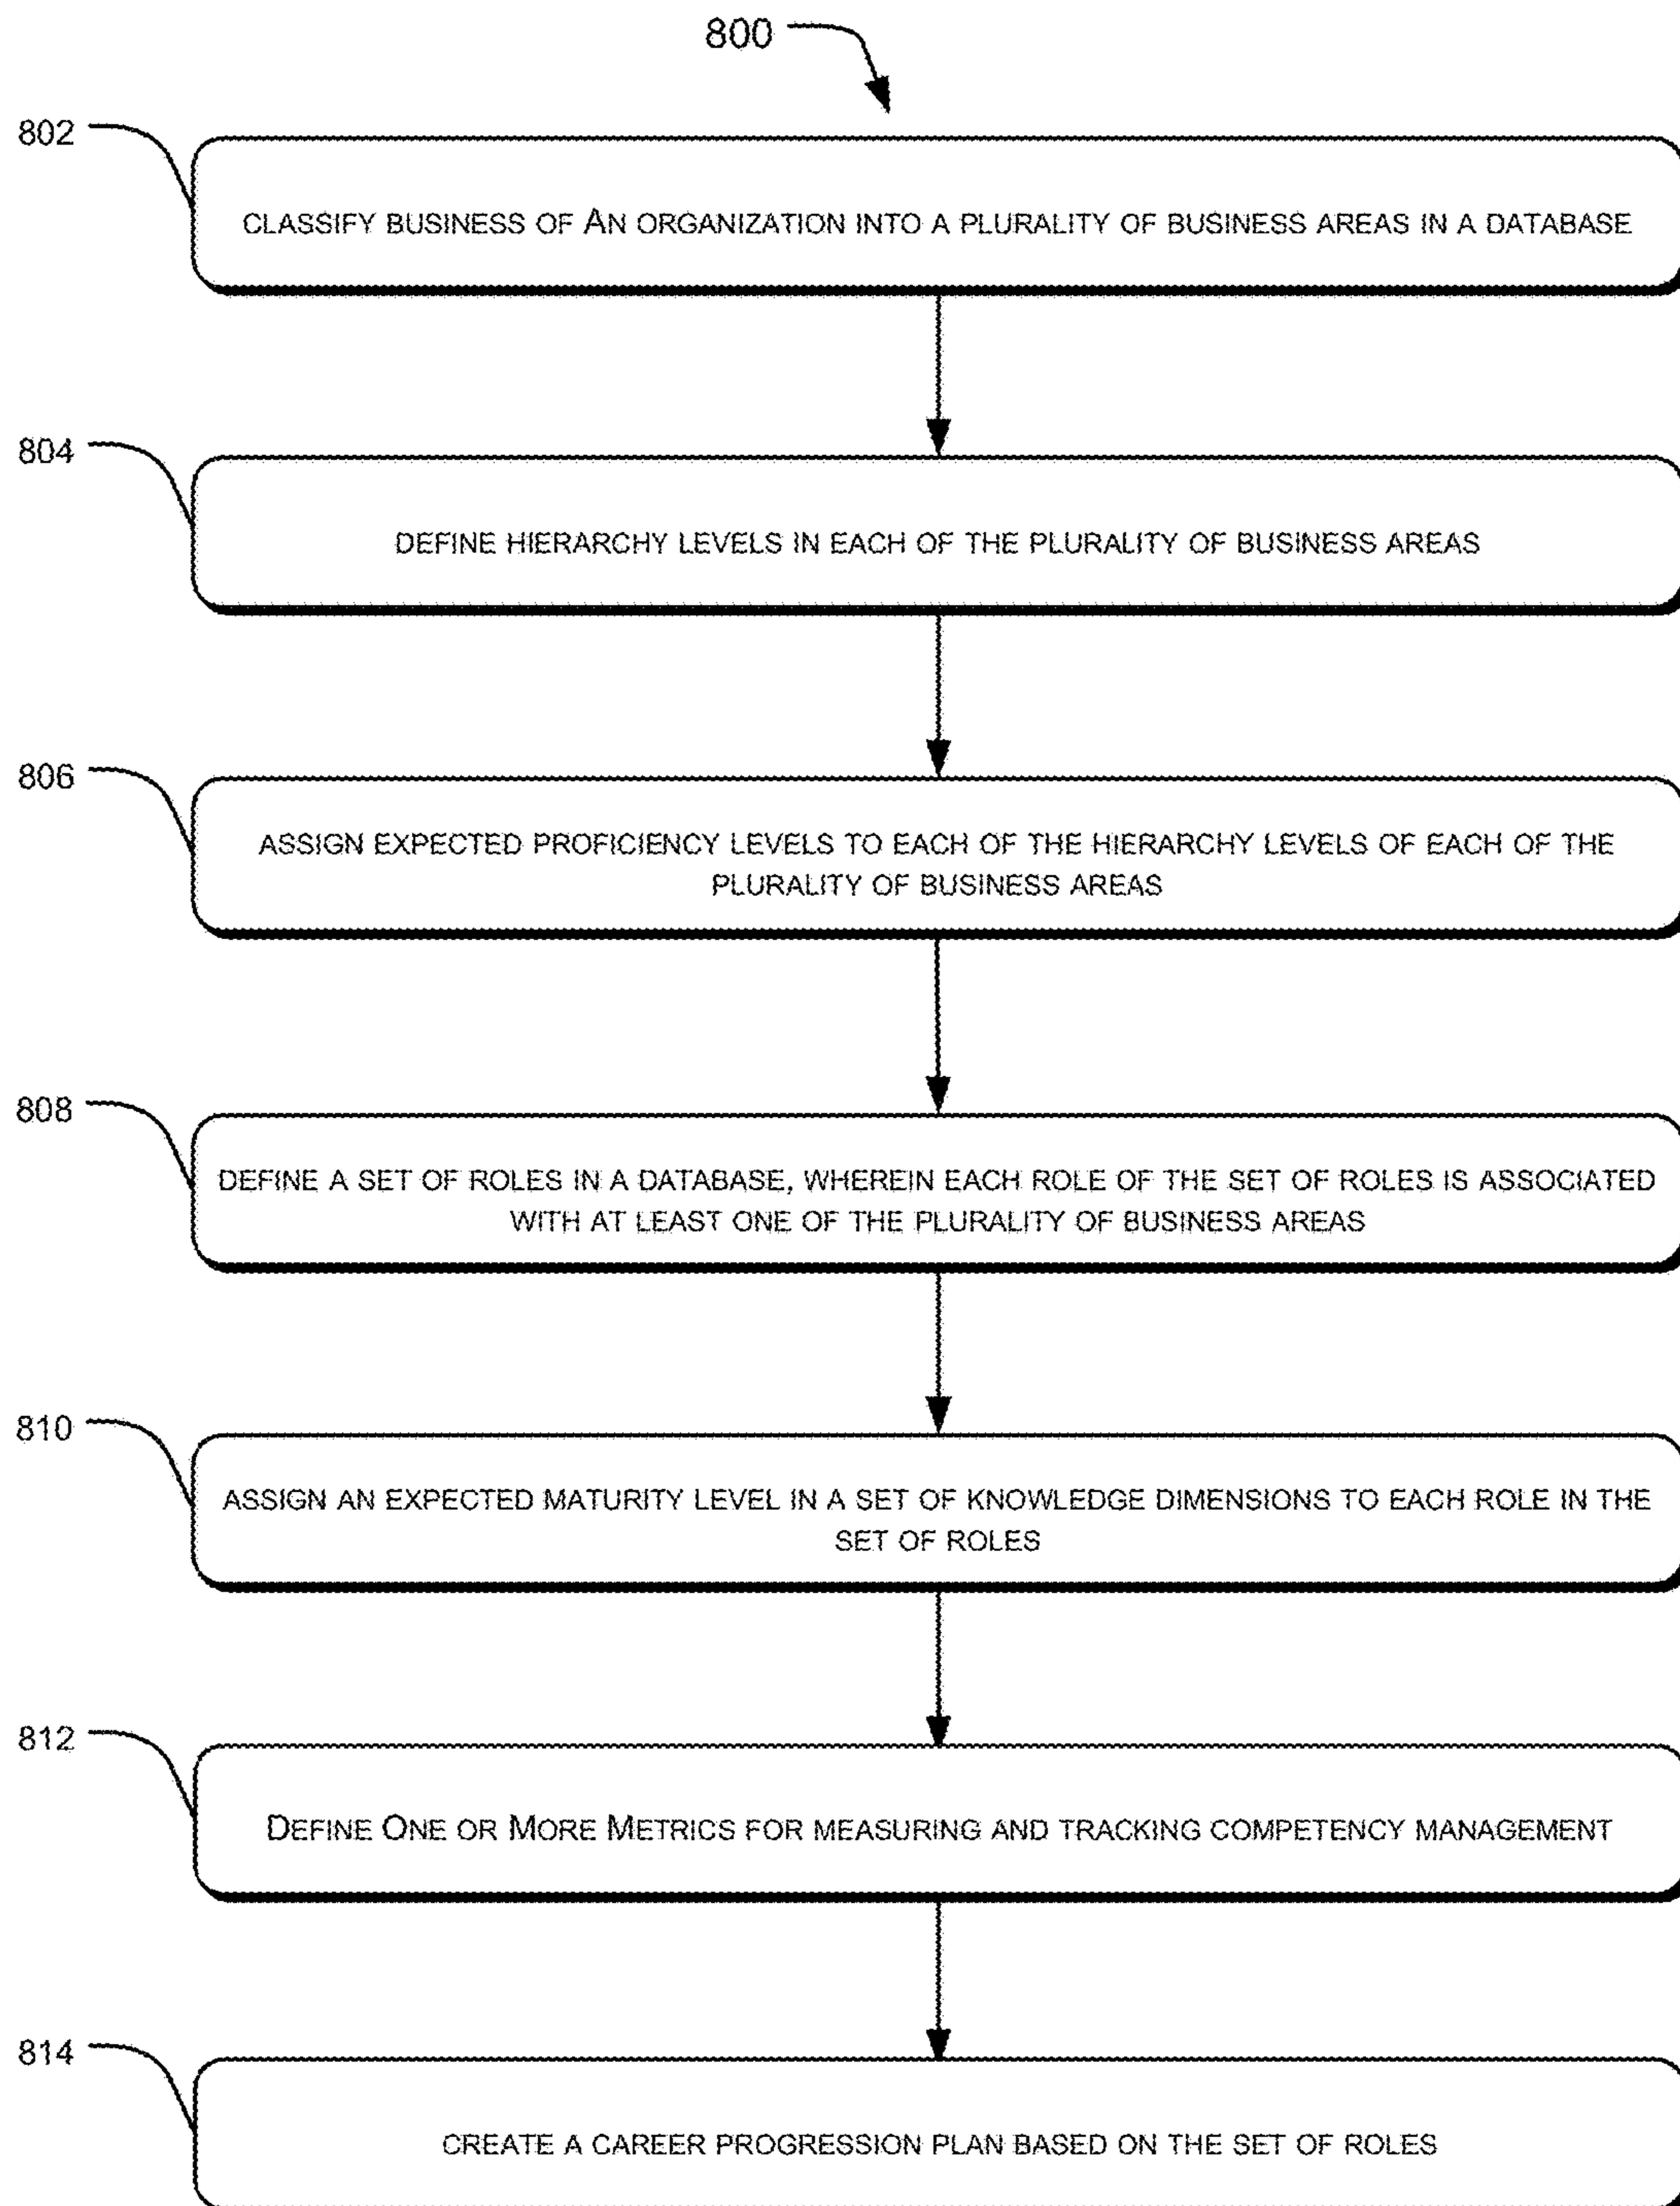 800
802
CLASSIFY BUSINESS OF AN ORGANIZATION INTO A PLURALITY OF BUSINESS AREAS IN A DATABASE
804
DEFINE HIERARCHY LEVELS IN EACH OF THE PLURALITY OF BUSINESS AREAS
806
ASSIGN EXPECTED PROFICIENCY LEVELS TO EACH OF THE HIERARCHY LEVELS OF EACH OF THE
PLURALITY OF BUSINESS AREAS
808
DEFINE A SET OF ROLES IN A DATABASE, WHEREIN EACH ROLE OF THE SET OF ROLES IS ASSOCIATED
WITH AT LEAST ONE OF THE PLURALITY OF BUSINESS AREAS
810
ASSIGN AN EXPECTED MATURITY LEVEL IN A SET OF KNOWLEDGE DIMENSIONS TO EACH ROLE IN THE
SET OF ROLES
812
DEFINE ONE OR MORE METRICS FOR MEASURING AND TRACKING COMPETENCY MANAGEMENT
814
CREATE A CAREER PROGRESSION PLAN BASED ON THE SET OF ROLES